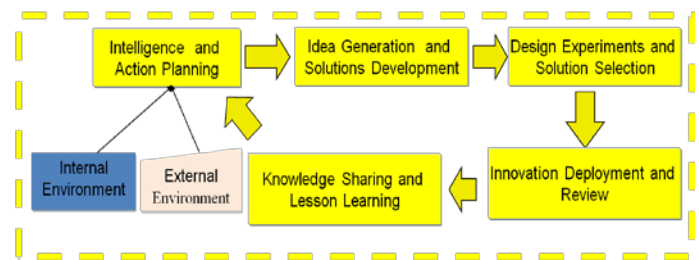 Intelligence and
Action Planning
Idea Generation and
Solutions Development
Design Experiments and
Solution Selection
Internal
Environment
External
Environment
Knowledge Sharing and
Lesson Learning
Innovation Deployment and
Review